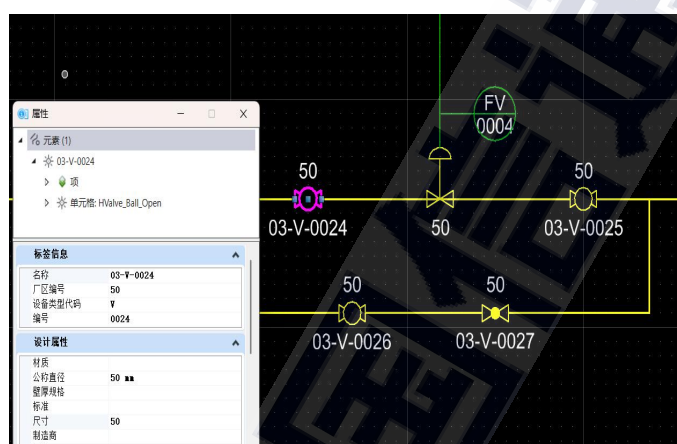 属性
元素 (1)
03-V-0024
项
单元格: HValve_Ball_Open
标签信息
名称 03-V-0024
厂区编号 50
设备类型代码 V
编号 0024
设计属性
材质
公称直径 50 mm
壁厚规格
标准
尺寸 50
制造商
FV
0004
50
03-V-0024
50
50
03-V-0025
50
03-V-0026
50
03-V-0027